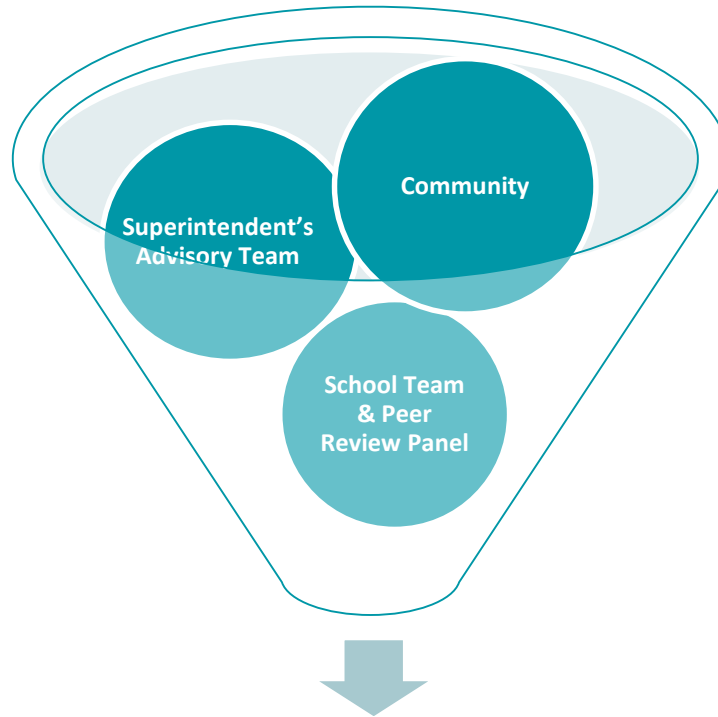 Community
Superintendent’s
Advisory Team
School Team
& Peer
Review Panel